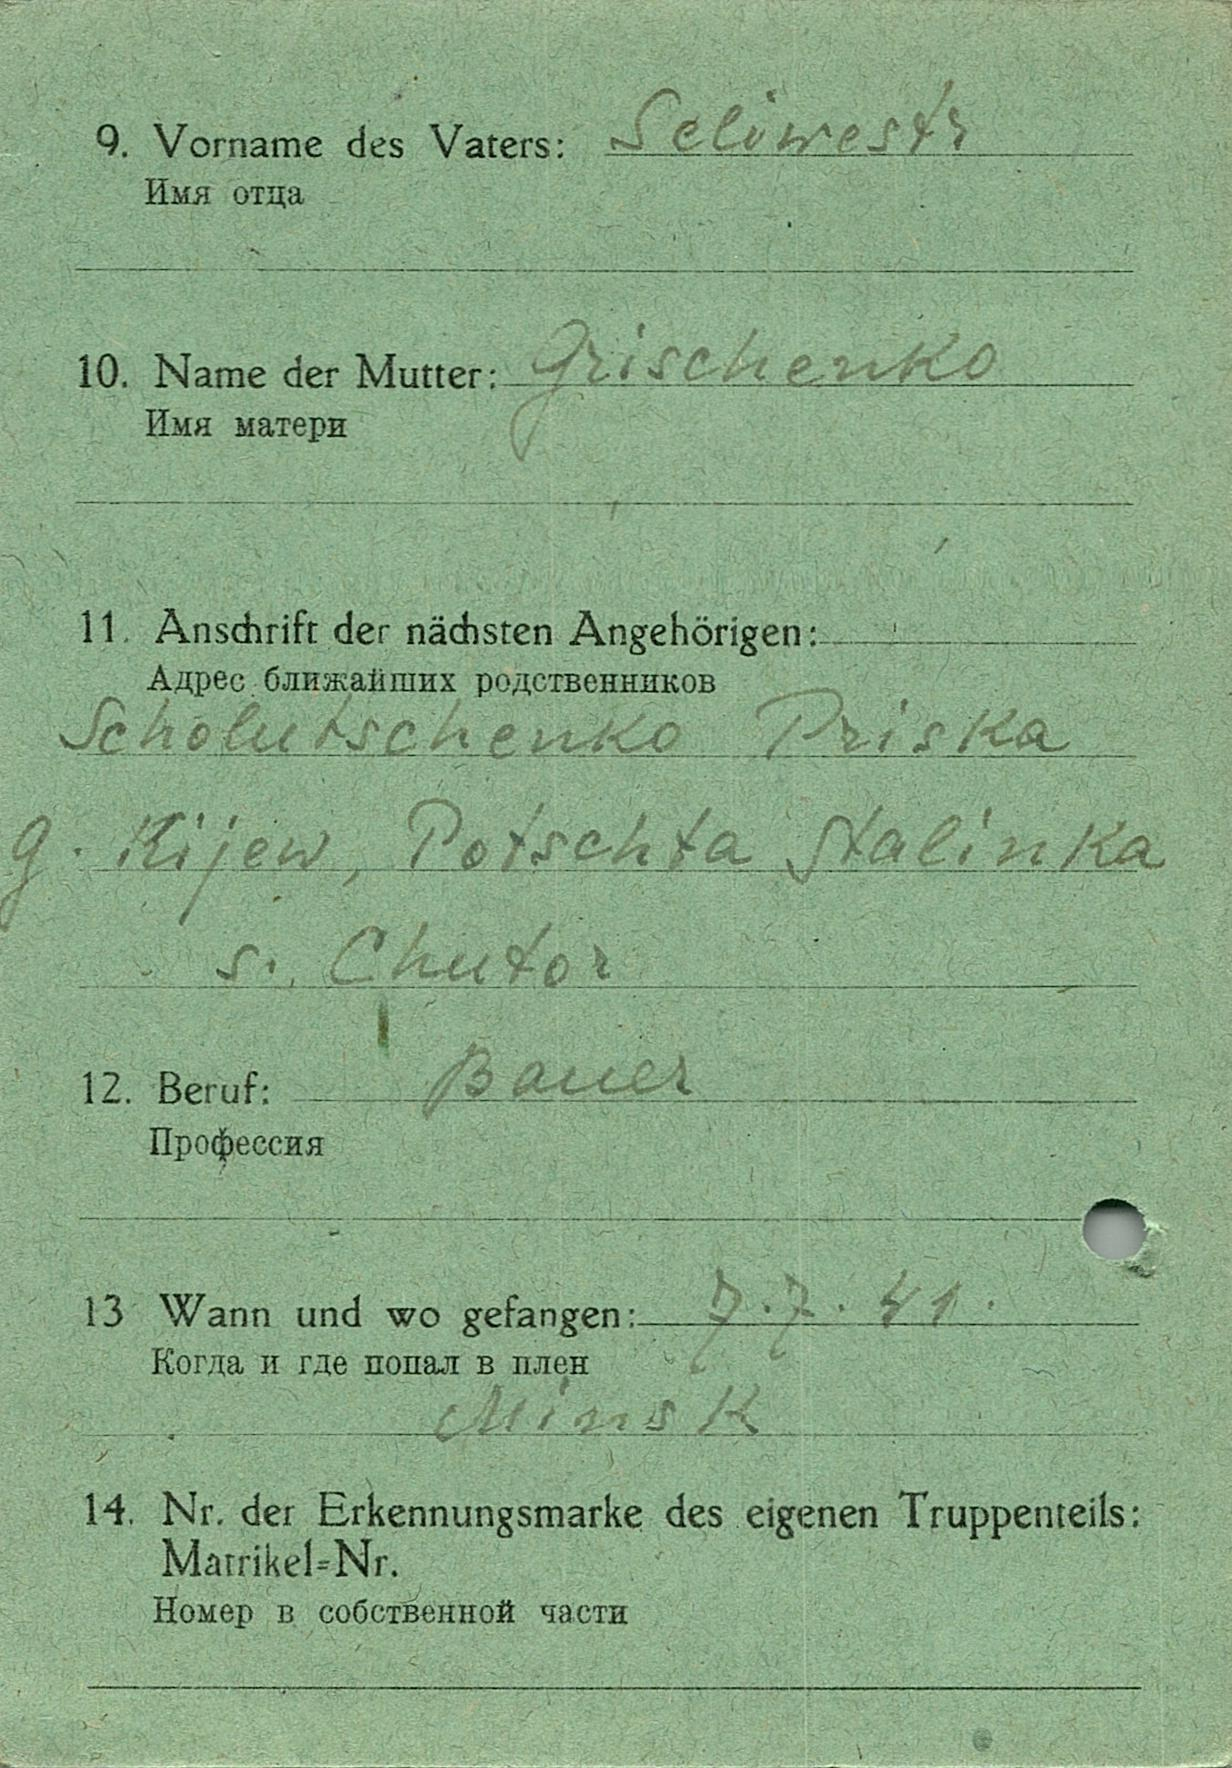 9. Vorname des Vaters: Seliwestr
Имя отца
10. Name der Mutter: Grischenko
Имя матери
11. Anschrift der nächsten Angehörigen:
Адрес ближайших родственников
Scholutschenko Priska
g. Kijew, Potschta Stalinka
s. Chutor
12. Beruf: Bauer
Профессия
13 Wann und wo gefangen: 7.7.41.
Когда и где попал в плен
Minsk
14. Nr. der Erkennungsmarke des eigenen Truppenteils:
Matrikel=Nr.
Номер в собственной части